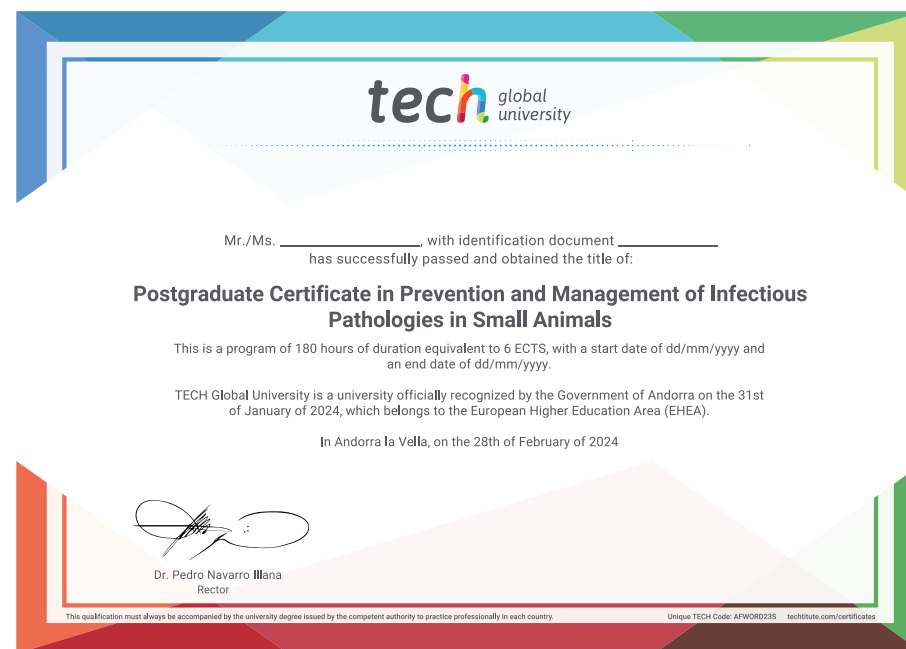 tech global
university
Mr./Ms. ____________________, with identification document ______________
has successfully passed and obtained the title of:
Postgraduate Certificate in Prevention and Management of Infectious
Pathologies in Small Animals
This is a program of 180 hours of duration equivalent to 6 ECTS, with a start date of dd/mm/yyyy and
an end date of dd/mm/yyyy.
TECH Global University is a university officially recognized by the Government of Andorra on the 31st
of January of 2024, which belongs to the European Higher Education Area (EHEA).
In Andorra la Vella, on the 28th of February of 2024
Dr. Pedro Navarro Illana
Rector
This qualification must always be accompanied by the university degree issued by the competent authority to practice professionally in each country.
Unique TECH Code: AFWORD23S techtitute.com/certificates